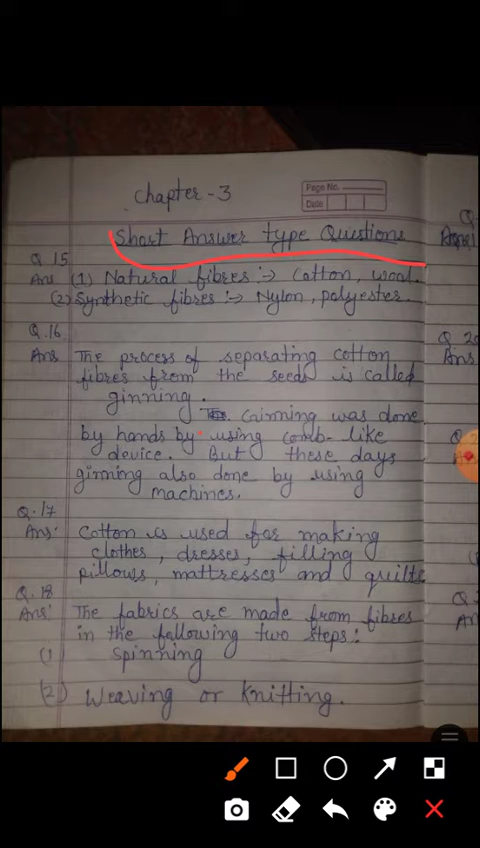 Chapter - 3
Page No.
Date
Short Answer type Questions
Q.15
Ans (1) Natural fibres :→ Cotton, wool.
(2) Synthetic fibres :→ Nylon, polyester.
Q.16
Ans The process of separating cotton
fibres from the seeds is called
ginning.
Ginning was done
by hands by using comb-like
device. But these days
ginning also done by using
machines.
Q.17
Ans: Cotton is used for making
clothes, dresses, filling
pillows, mattresses and quilts
Q.18
Ans: The fabrics are made from fibres
in the following two steps:
(1) Spinning
(2) Weaving or knitting.